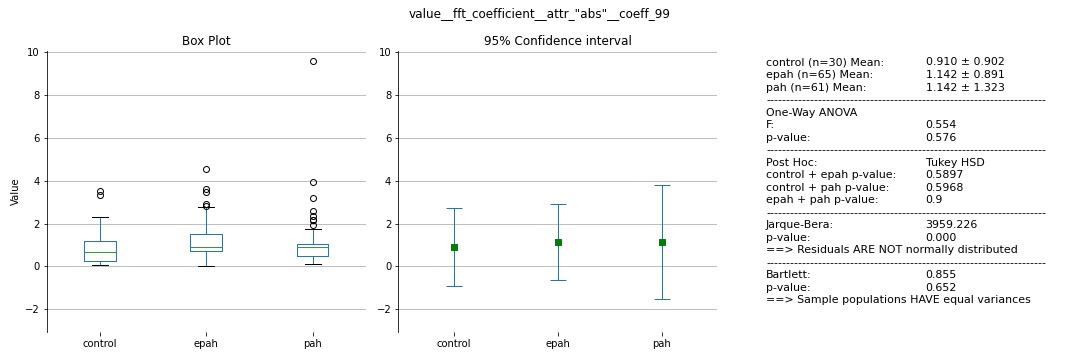 value__fft_coefficient__attr_"abs"__coeff_99
Box Plot
10
8
6
4
2
0
−2
Value
control
epah
pah
95% Confidence interval
10
8
6
4
2
0
−2
control
epah
pah
control (n=30) Mean: 0.910 ± 0.902
epah (n=65) Mean: 1.142 ± 0.891
pah (n=61) Mean: 1.142 ± 1.323
One-Way ANOVA
F: 0.554
p-value: 0.576
Post Hoc: Tukey HSD
control + epah p-value: 0.5897
control + pah p-value: 0.5968
epah + pah p-value: 0.9
Jarque-Bera: 3959.226
p-value: 0.000
==> Residuals ARE NOT normally distributed
Bartlett: 0.855
p-value: 0.652
==> Sample populations HAVE equal variances